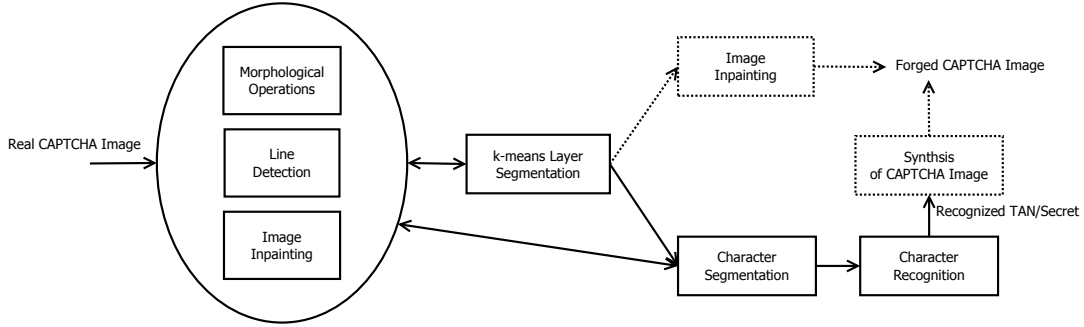 Real CAPTCHA Image
Morphological
Operations
Line
Detection
Image
Inpainting
k-means Layer
Segmentation
Image
Inpainting
Forged CAPTCHA Image
Synthsis
of CAPTCHA Image
Recognized TAN/Secret
Character
Segmentation
Character
Recognition